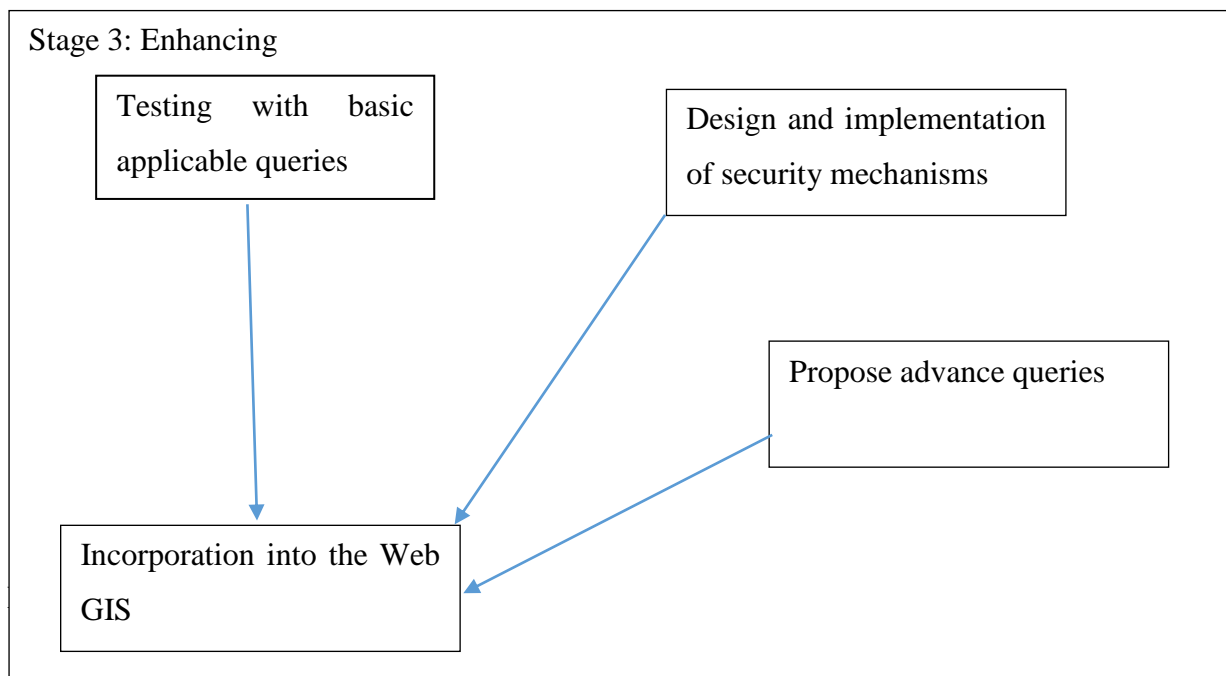 Stage 3: Enhancing
Testing with basic
applicable queries
Design and implementation
of security mechanisms
Propose advance queries
Incorporation into the Web
GIS